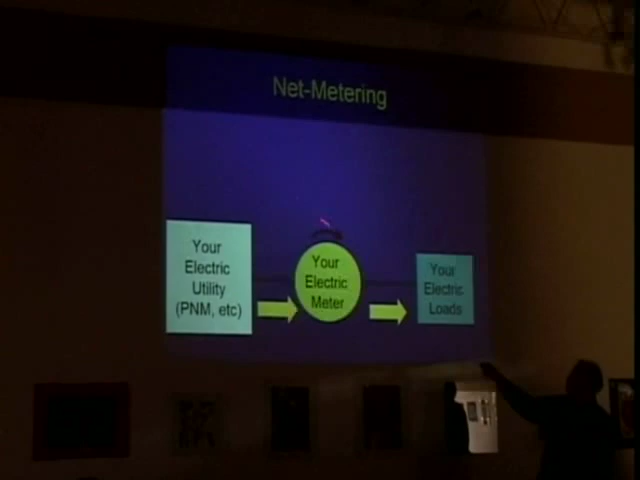 Net-Metering
Your
Electric
Utility
(PNM, etc)
Your
Electric
Meter
Your
Electric
Loads